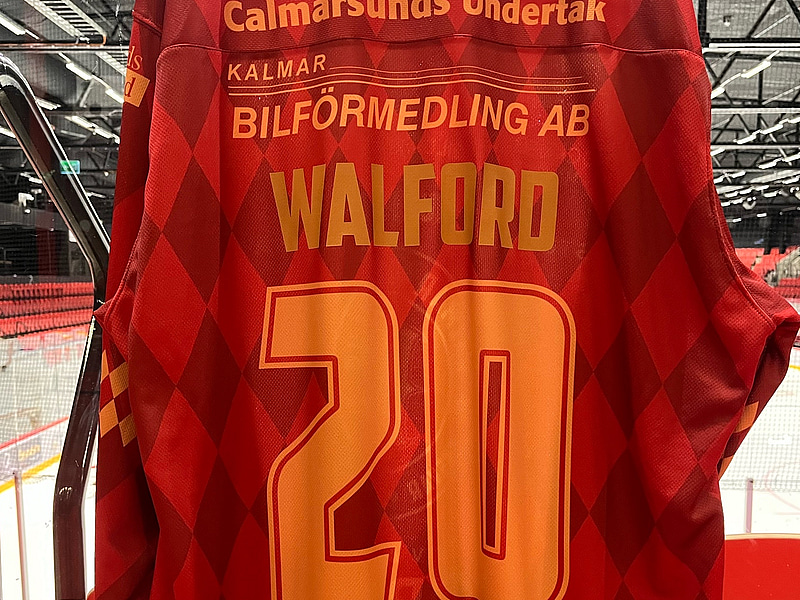 Calmarsunds Undertak
KALMAR
BILFÖRMEDLING AB
WALFORD
20